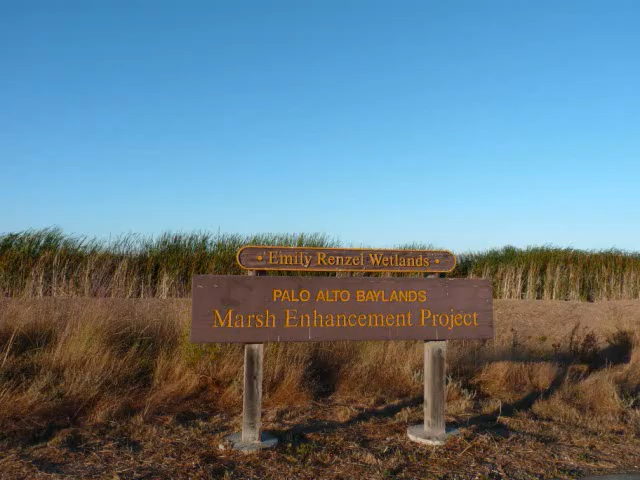 • Emily Renzel Wetlands •
PALO ALTO BAYLANDS
Marsh Enhancement Project